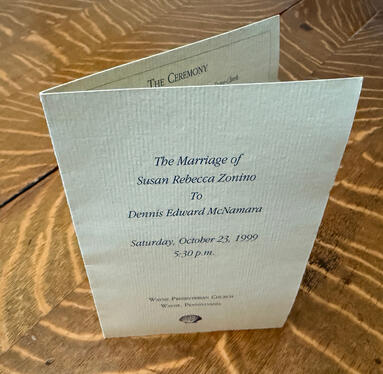 THE CEREMONY
The Marriage of
Susan Rebecca Zonino
To
Dennis Edward McNamara
Saturday, October 23, 1999
5:30 p.m.
WAYNE PRESBYTERIAN CHURCH
WAYNE, PENNSYLVANIA